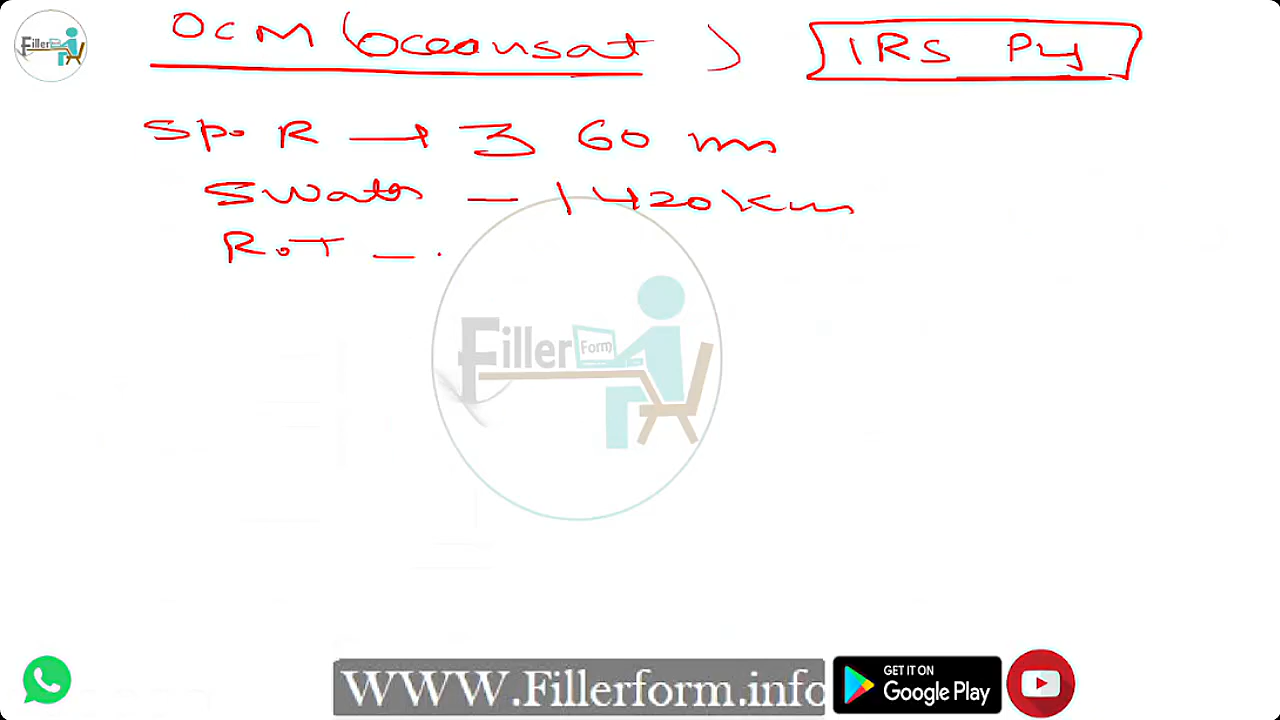 Filler
OCM (Oceansat)
IRS P4
Sp. R → 360 m
Swath - 1420 km
R.T - .
Filler Form
WWW.Fillerform.info
GET IT ON
Google Play